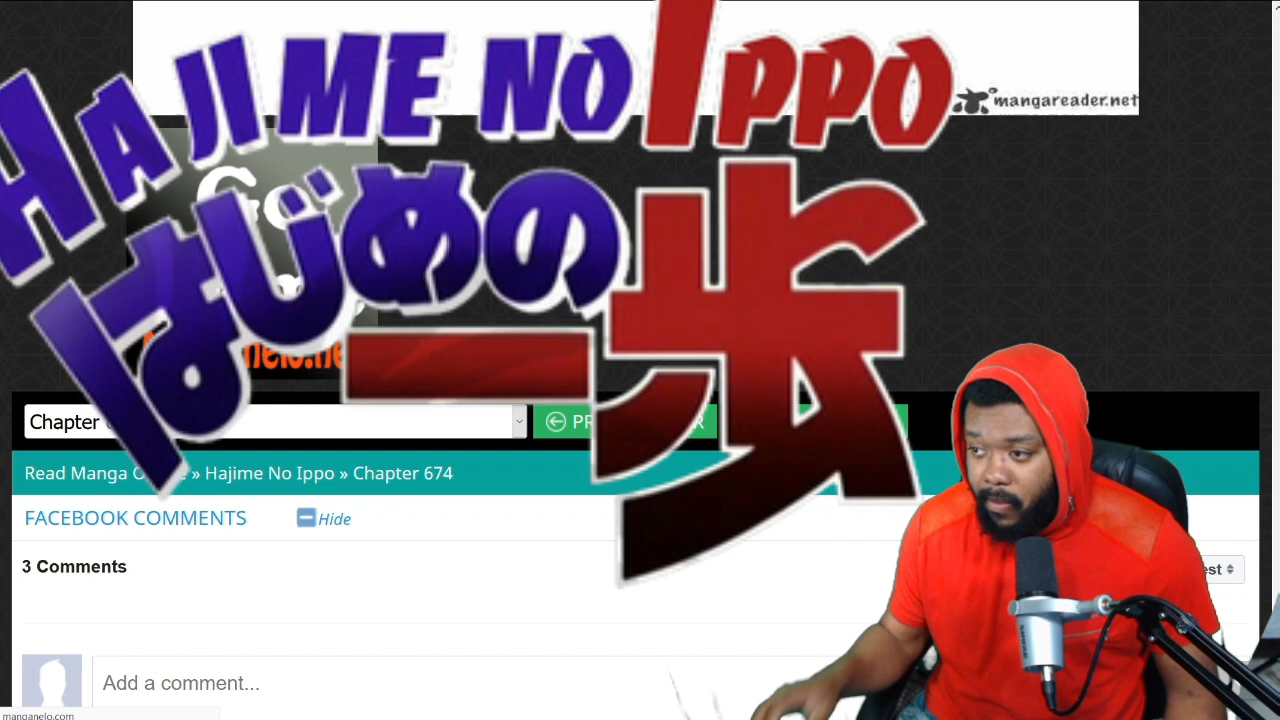 HAJIME NO IPPO
mangareader.net
はじめの一歩
Chapter
Read Manga » Hajime No Ippo » Chapter 674
FACEBOOK COMMENTS
Hide
3 Comments
Add a comment...
manganelo.com